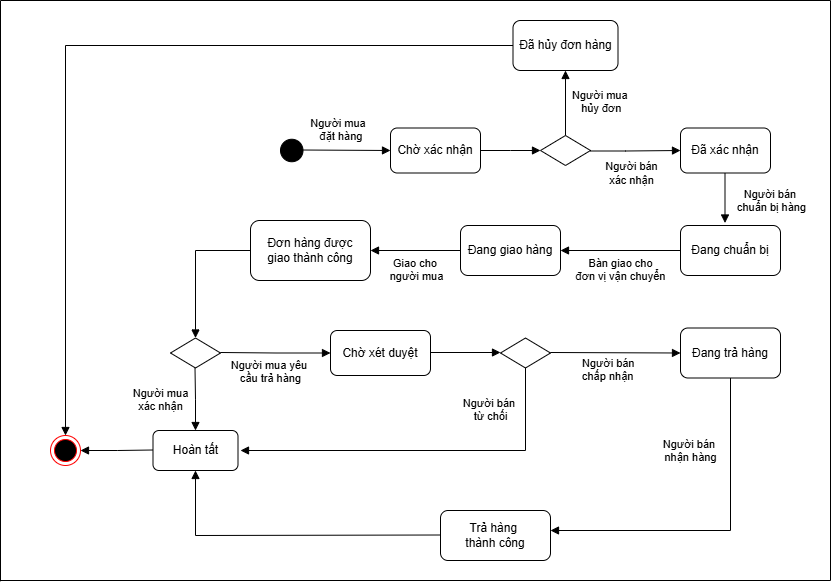 Đã hủy đơn hàng
Người mua
hủy đơn
Người mua
đặt hàng
Chờ xác nhận
Đã xác nhận
Người bán
xác nhận
Người bán
chuẩn bị hàng
Đơn hàng được
giao thành công
Đang giao hàng
Đang chuẩn bị
Giao cho
người mua
Bàn giao cho
đơn vị vận chuyển
Chờ xét duyệt
Đang trả hàng
Người mua yêu
cầu trả hàng
Người bán
chấp nhận
Người mua
xác nhận
Người bán
từ chối
Hoàn tất
Người bán
nhận hàng
Trả hàng
thành công